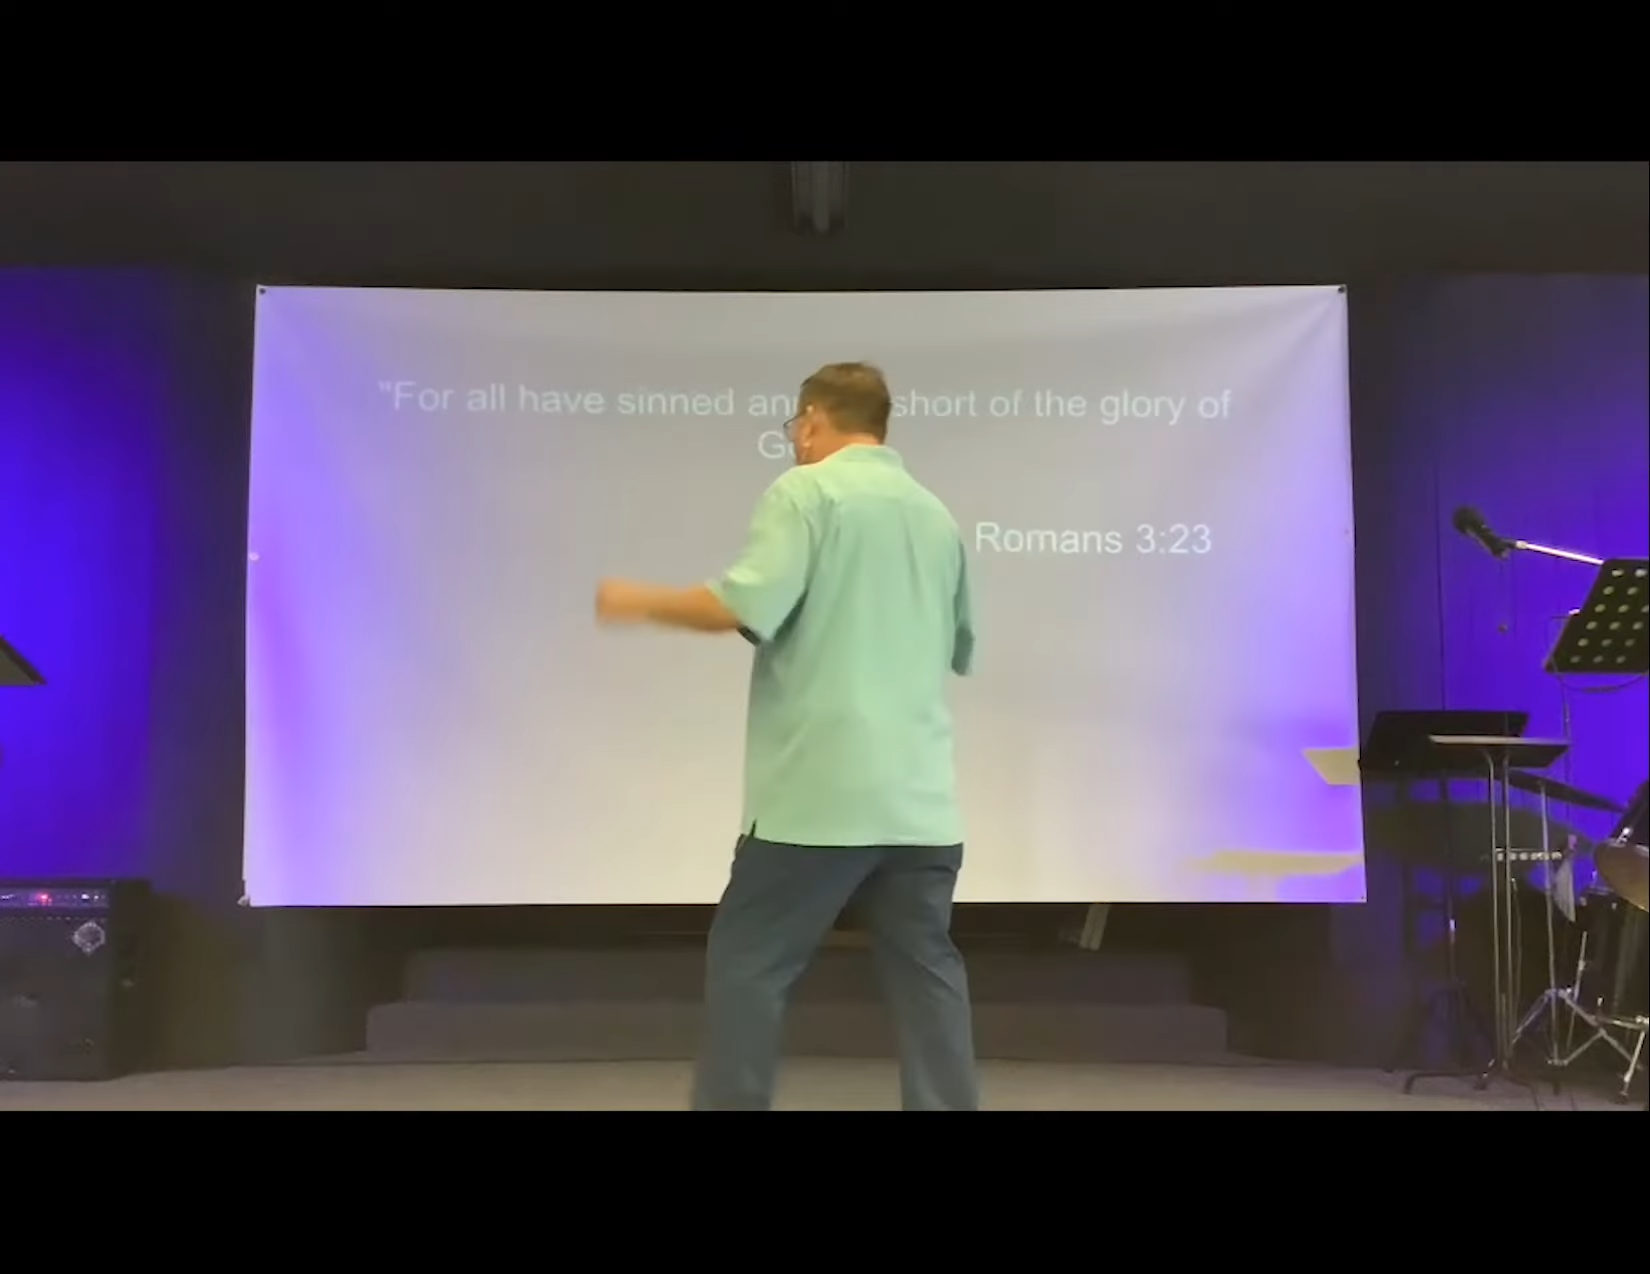 "For all have sinned an short of the glory of
G
Romans 3:23